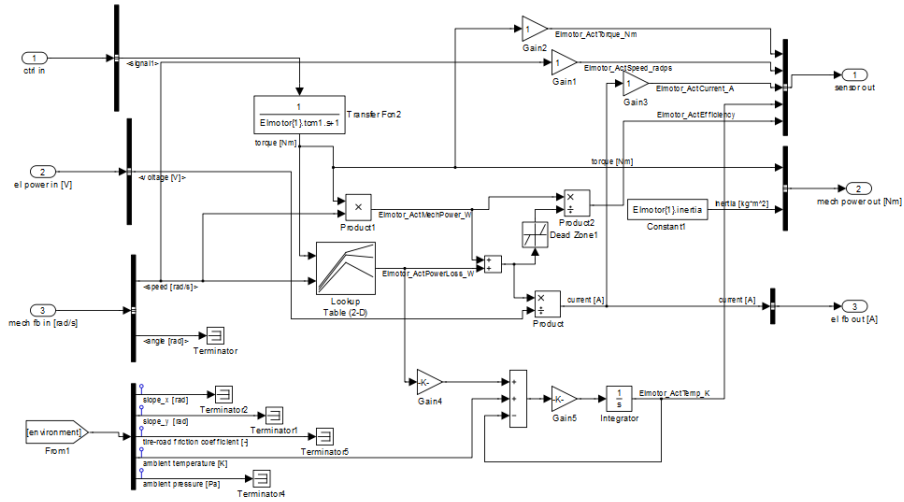 1
ctrl in
<signal1>
1
Elmotor{1}.tcm1.s+1
Transfer Fcn2
torque [Nm]
1
Gain2
Elmotor_ActTorque_Nm
1
Gain1
Elmotor_ActSpeed_radps
1
Gain3
Elmotor_ActCurrent_A
Elmotor_ActEfficiency
1
sensor out
2
el power in [V]
<voltage [V]>
×
Product1
Elmotor_ActMechPower_W
×
÷
Product2
Dead Zone1
torque [Nm]
Elmotor{1}.inertia
Constant1
inertia [kg*m^2]
2
mech power out [Nm]
3
mech fb in [rad/s]
<speed [rad/s]>
<angle [rad]>
Terminator
Lookup
Table (2-D)
Elmotor_ActPowerLoss_W
+
+
×
÷
Product
current [A]
current [A]
3
el fb out [A]
-K-
Gain4
+
+
−
-K-
Gain5
1
s
Integrator
Elmotor_ActTemp_K
[environment]
From1
slope_x [rad]
Terminator2
slope_y [rad]
Terminator1
tire-road friction coefficient [-]
Terminator5
ambient temperature [K]
ambient pressure [Pa]
Terminator4